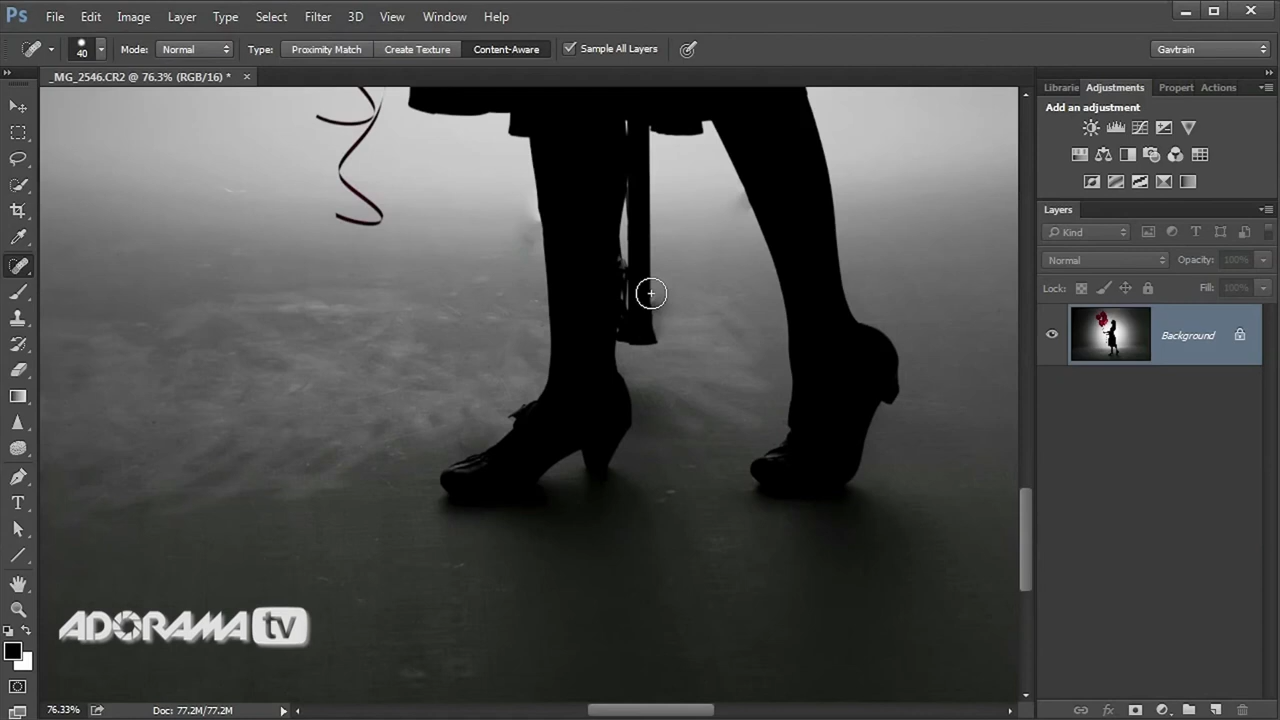 Ps File Edit Image Layer Type Select Filter 3D View Window Help
40 Mode: Normal Type: Proximity Match Create Texture Content-Aware Sample All Layers Gavtrain
_MG_2546.CR2 @ 76.3% (RGB/16) *
Librarie Adjustments Propert Actions
Add an adjustment
Layers
Kind
Normal Opacity: 100%
Lock: Fill: 100%
Background
ADORAMA tv
76.33% Doc: 77.2M/77.2M